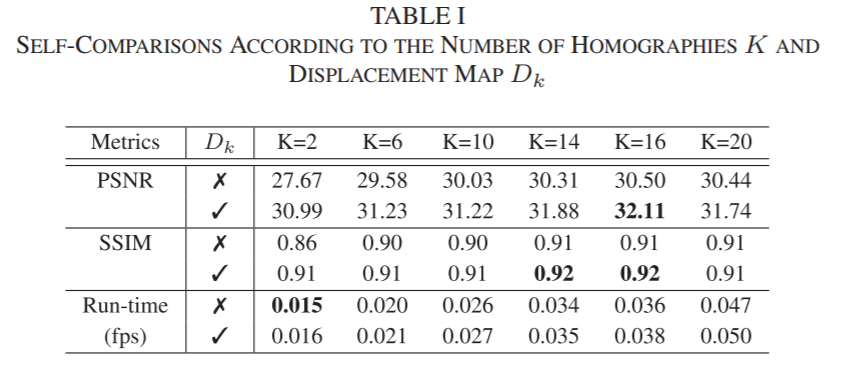 TABLE I
SELF-COMPARISONS ACCORDING TO THE NUMBER OF HOMOGRAPHIES K AND
DISPLACEMENT MAP Dk
Metrics Dk K=2 K=6 K=10 K=14 K=16 K=20
PSNR ✗ 27.67 29.58 30.03 30.31 30.50 30.44
✓ 30.99 31.23 31.22 31.88 32.11 31.74
SSIM ✗ 0.86 0.90 0.90 0.91 0.91 0.91
✓ 0.91 0.91 0.91 0.92 0.92 0.91
Run-time ✗ 0.015 0.020 0.026 0.034 0.036 0.047
(fps) ✓ 0.016 0.021 0.027 0.035 0.038 0.050